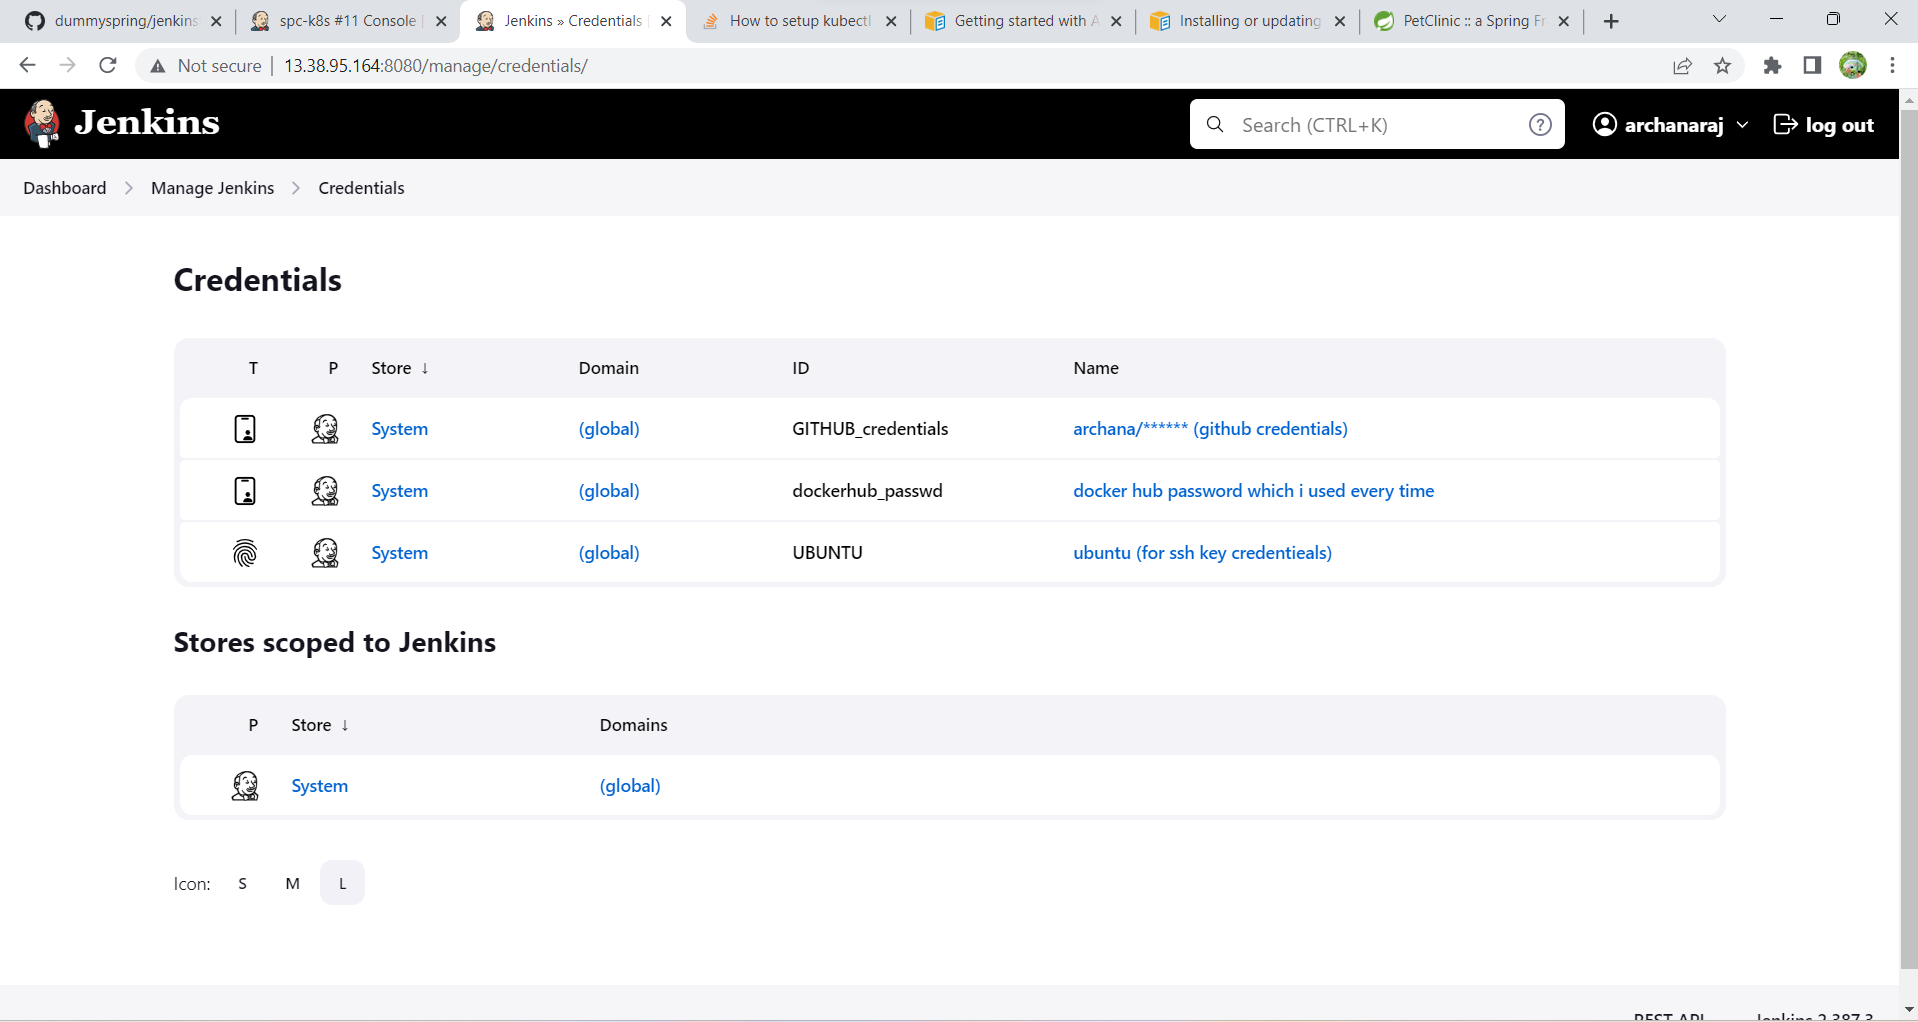 dummyspring/jenkins
spc-k8s #11 Console
Jenkins » Credentials
How to setup kubectl
Getting started with A
Installing or updating
PetClinic :: a Spring Fr
Not secure
13.38.95.164:8080/manage/credentials/
Jenkins
Search (CTRL+K)
archanaraj
log out
Dashboard
Manage Jenkins
Credentials
Credentials
T P Store ↓ Domain ID Name
System (global) GITHUB_credentials archana/****** (github credentials)
System (global) dockerhub_passwd docker hub password which i used every time
System (global) UBUNTU ubuntu (for ssh key credentieals)
Stores scoped to Jenkins
P Store ↓ Domains
System (global)
Icon: S M L
REST API Jenkins 2.387.3